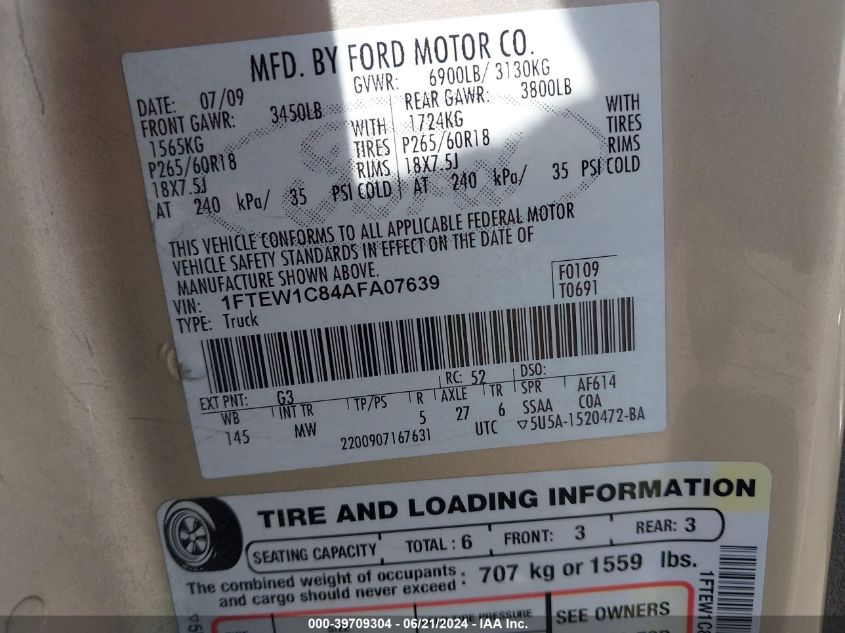 MFD. BY FORD MOTOR CO.
DATE: 07/09 GVWR: 6900LB/ 3130KG
FRONT GAWR: 3450LB REAR GAWR: 3800LB
1565KG WITH 1724KG WITH
P265/60R18 TIRES P265/60R18 TIRES
18X7.5J RIMS 18X7.5J RIMS
AT 240 kPa/ 35 PSI COLD AT 240 kPa/ 35 PSI COLD
THIS VEHICLE CONFORMS TO ALL APPLICABLE FEDERAL MOTOR
VEHICLE SAFETY STANDARDS IN EFFECT ON THE DATE OF
MANUFACTURE SHOWN ABOVE.
VIN: 1FTEW1C84AFA07639 F0109
TYPE: Truck T0691
EXT PNT: G3 RC: 52 DSO:
WB INT TR TP/PS R AXLE TR SPR AF614
145 MW 5 27 6 SSAA COA
2200907167631 UTC ▽5U5A-1520472-BA
TIRE AND LOADING INFORMATION
SEATING CAPACITY TOTAL: 6 FRONT: 3 REAR: 3
The combined weight of occupants
and cargo should never exceed : 707 kg or 1559 lbs.
SEE OWNERS
000-39709304 - 06/21/2024 - IAA Inc.